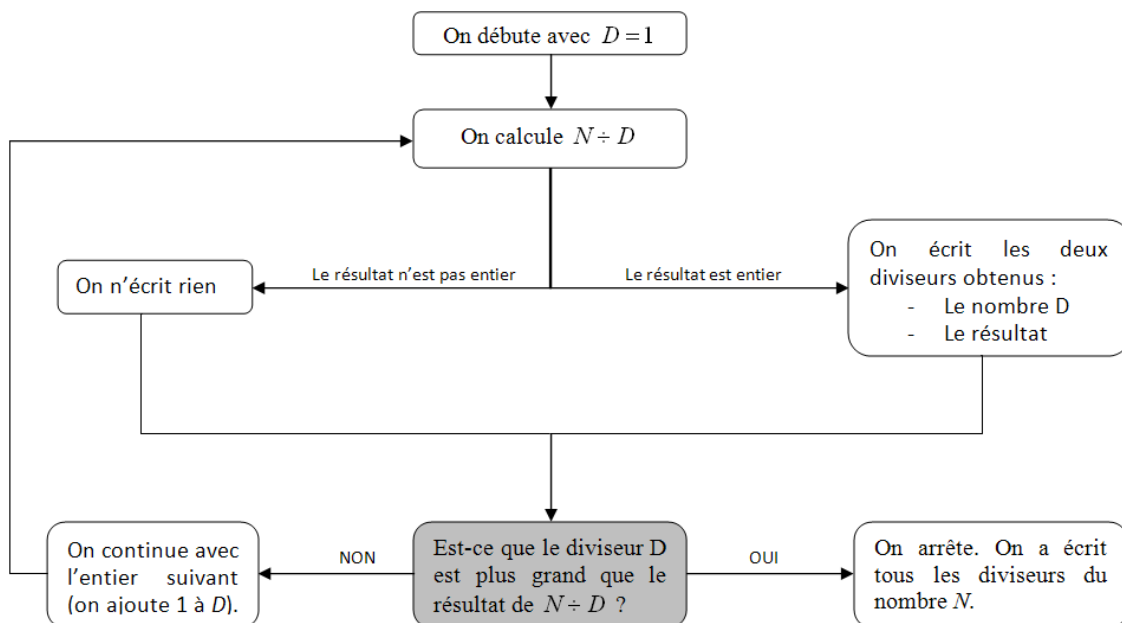 On débute avec D = 1
On calcule N ÷ D
On écrit les deux
diviseurs obtenus :
- Le nombre D
- Le résultat
Le résultat n'est pas entier
Le résultat est entier
On n'écrit rien
On continue avec
l'entier suivant
(on ajoute 1 à D).
NON
Est-ce que le diviseur D
est plus grand que le
résultat de N ÷ D ?
OUI
On arrête. On a écrit
tous les diviseurs du
nombre N.